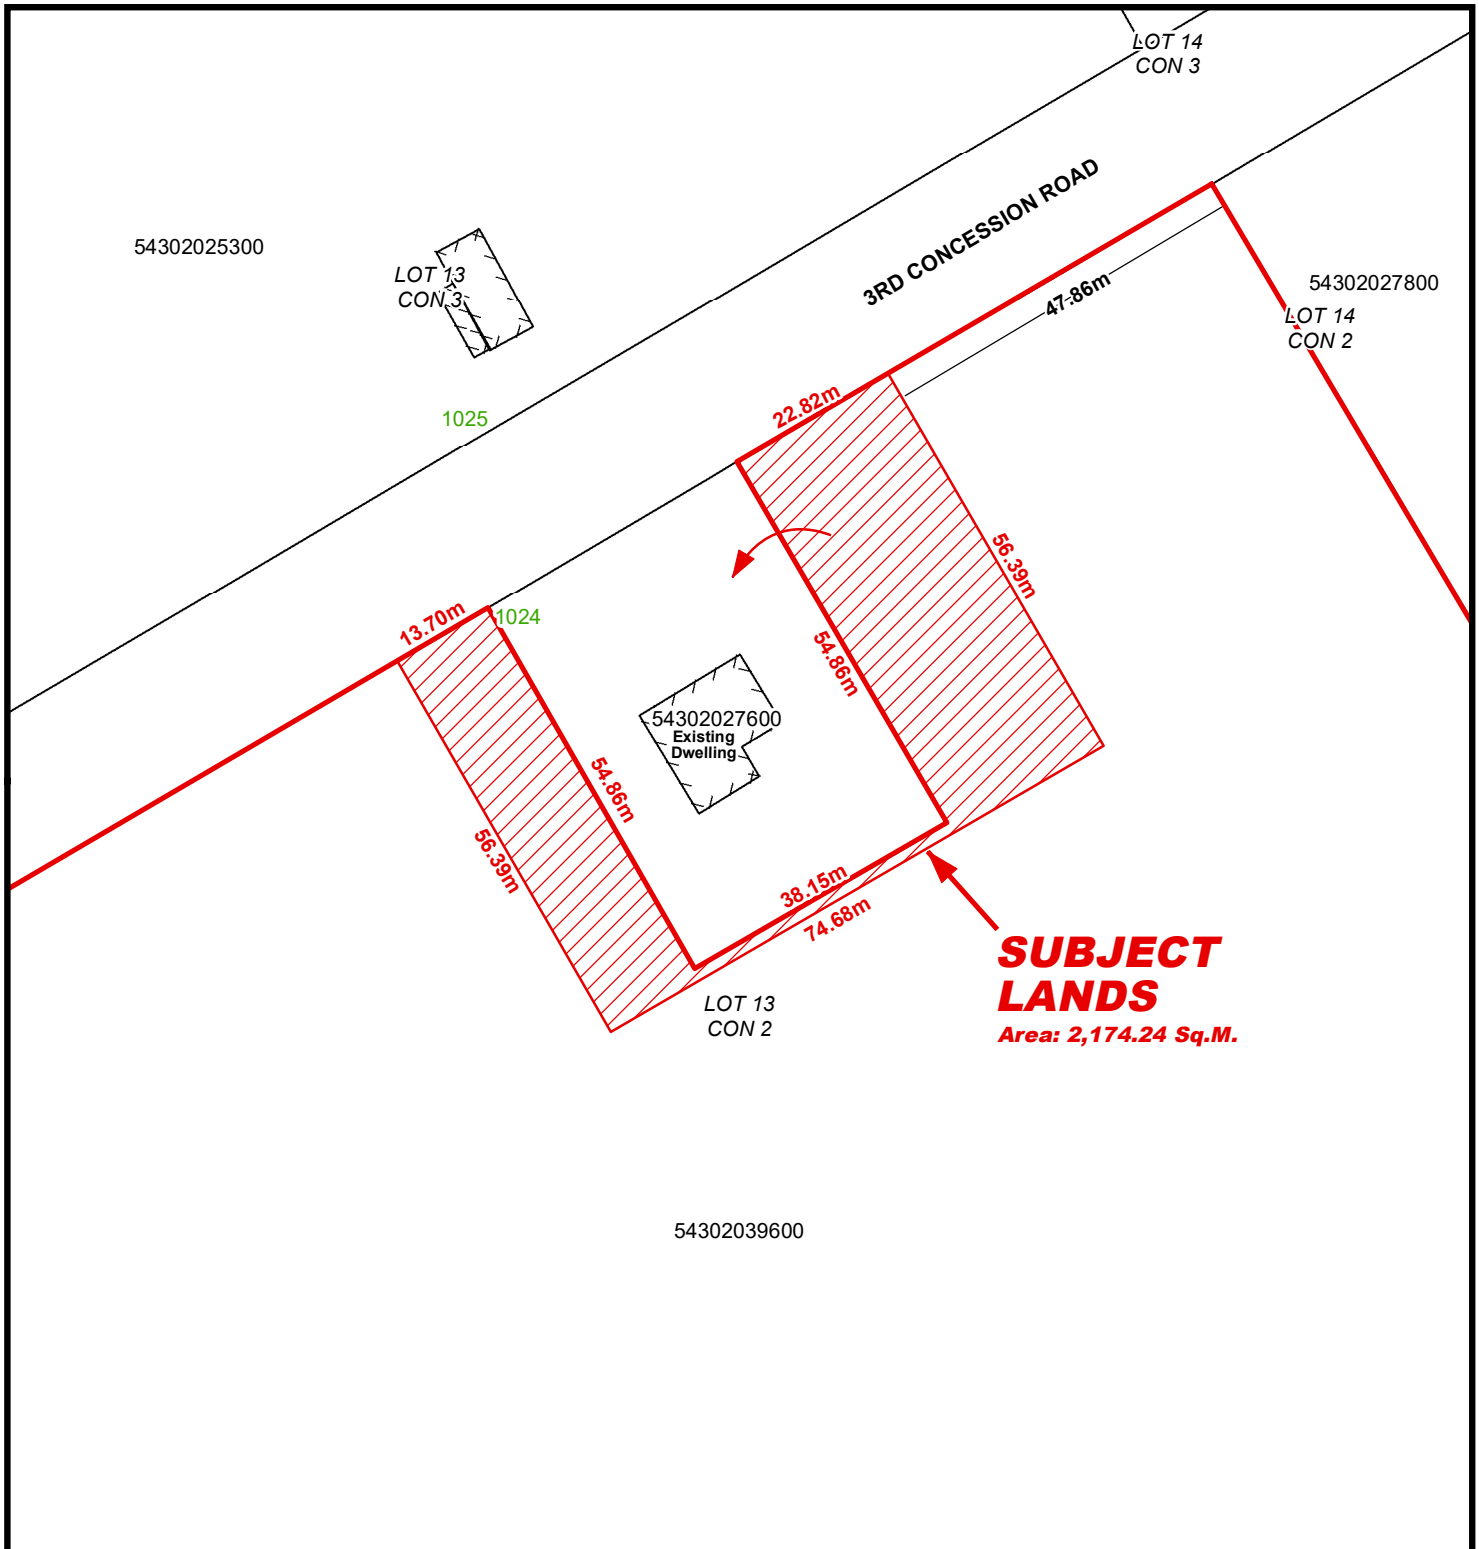 LOT 14
CON 3
3RD CONCESSION ROAD
54302025300
LOT 13
CON 3
47.86m
54302027800
LOT 14
CON 2
22.82m
1025
56.39m
13.70m
1024
54.86m
54302027600
Existing
Dwelling
54.86m
56.39m
38.15m
74.68m
SUBJECT
LANDS
Area: 2,174.24 Sq.M.
LOT 13
CON 2
54302039600